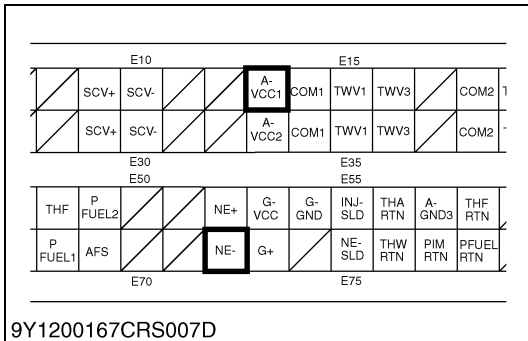 E10 E15
SCV+ SCV- A-VCC1 COM1 TWV1 TWV3 COM2
SCV+ SCV- A-VCC2 COM1 TWV1 TWV3 COM2
E30 E35
E50 E55
THF P FUEL2 NE+ G-VCC G-GND INJ-SLD THA RTN A-GND3 THF RTN
P FUEL1 AFS NE- G+ NE-SLD THW RTN PIM RTN PFUEL RTN
E70 E75
9Y1200167CRS007D